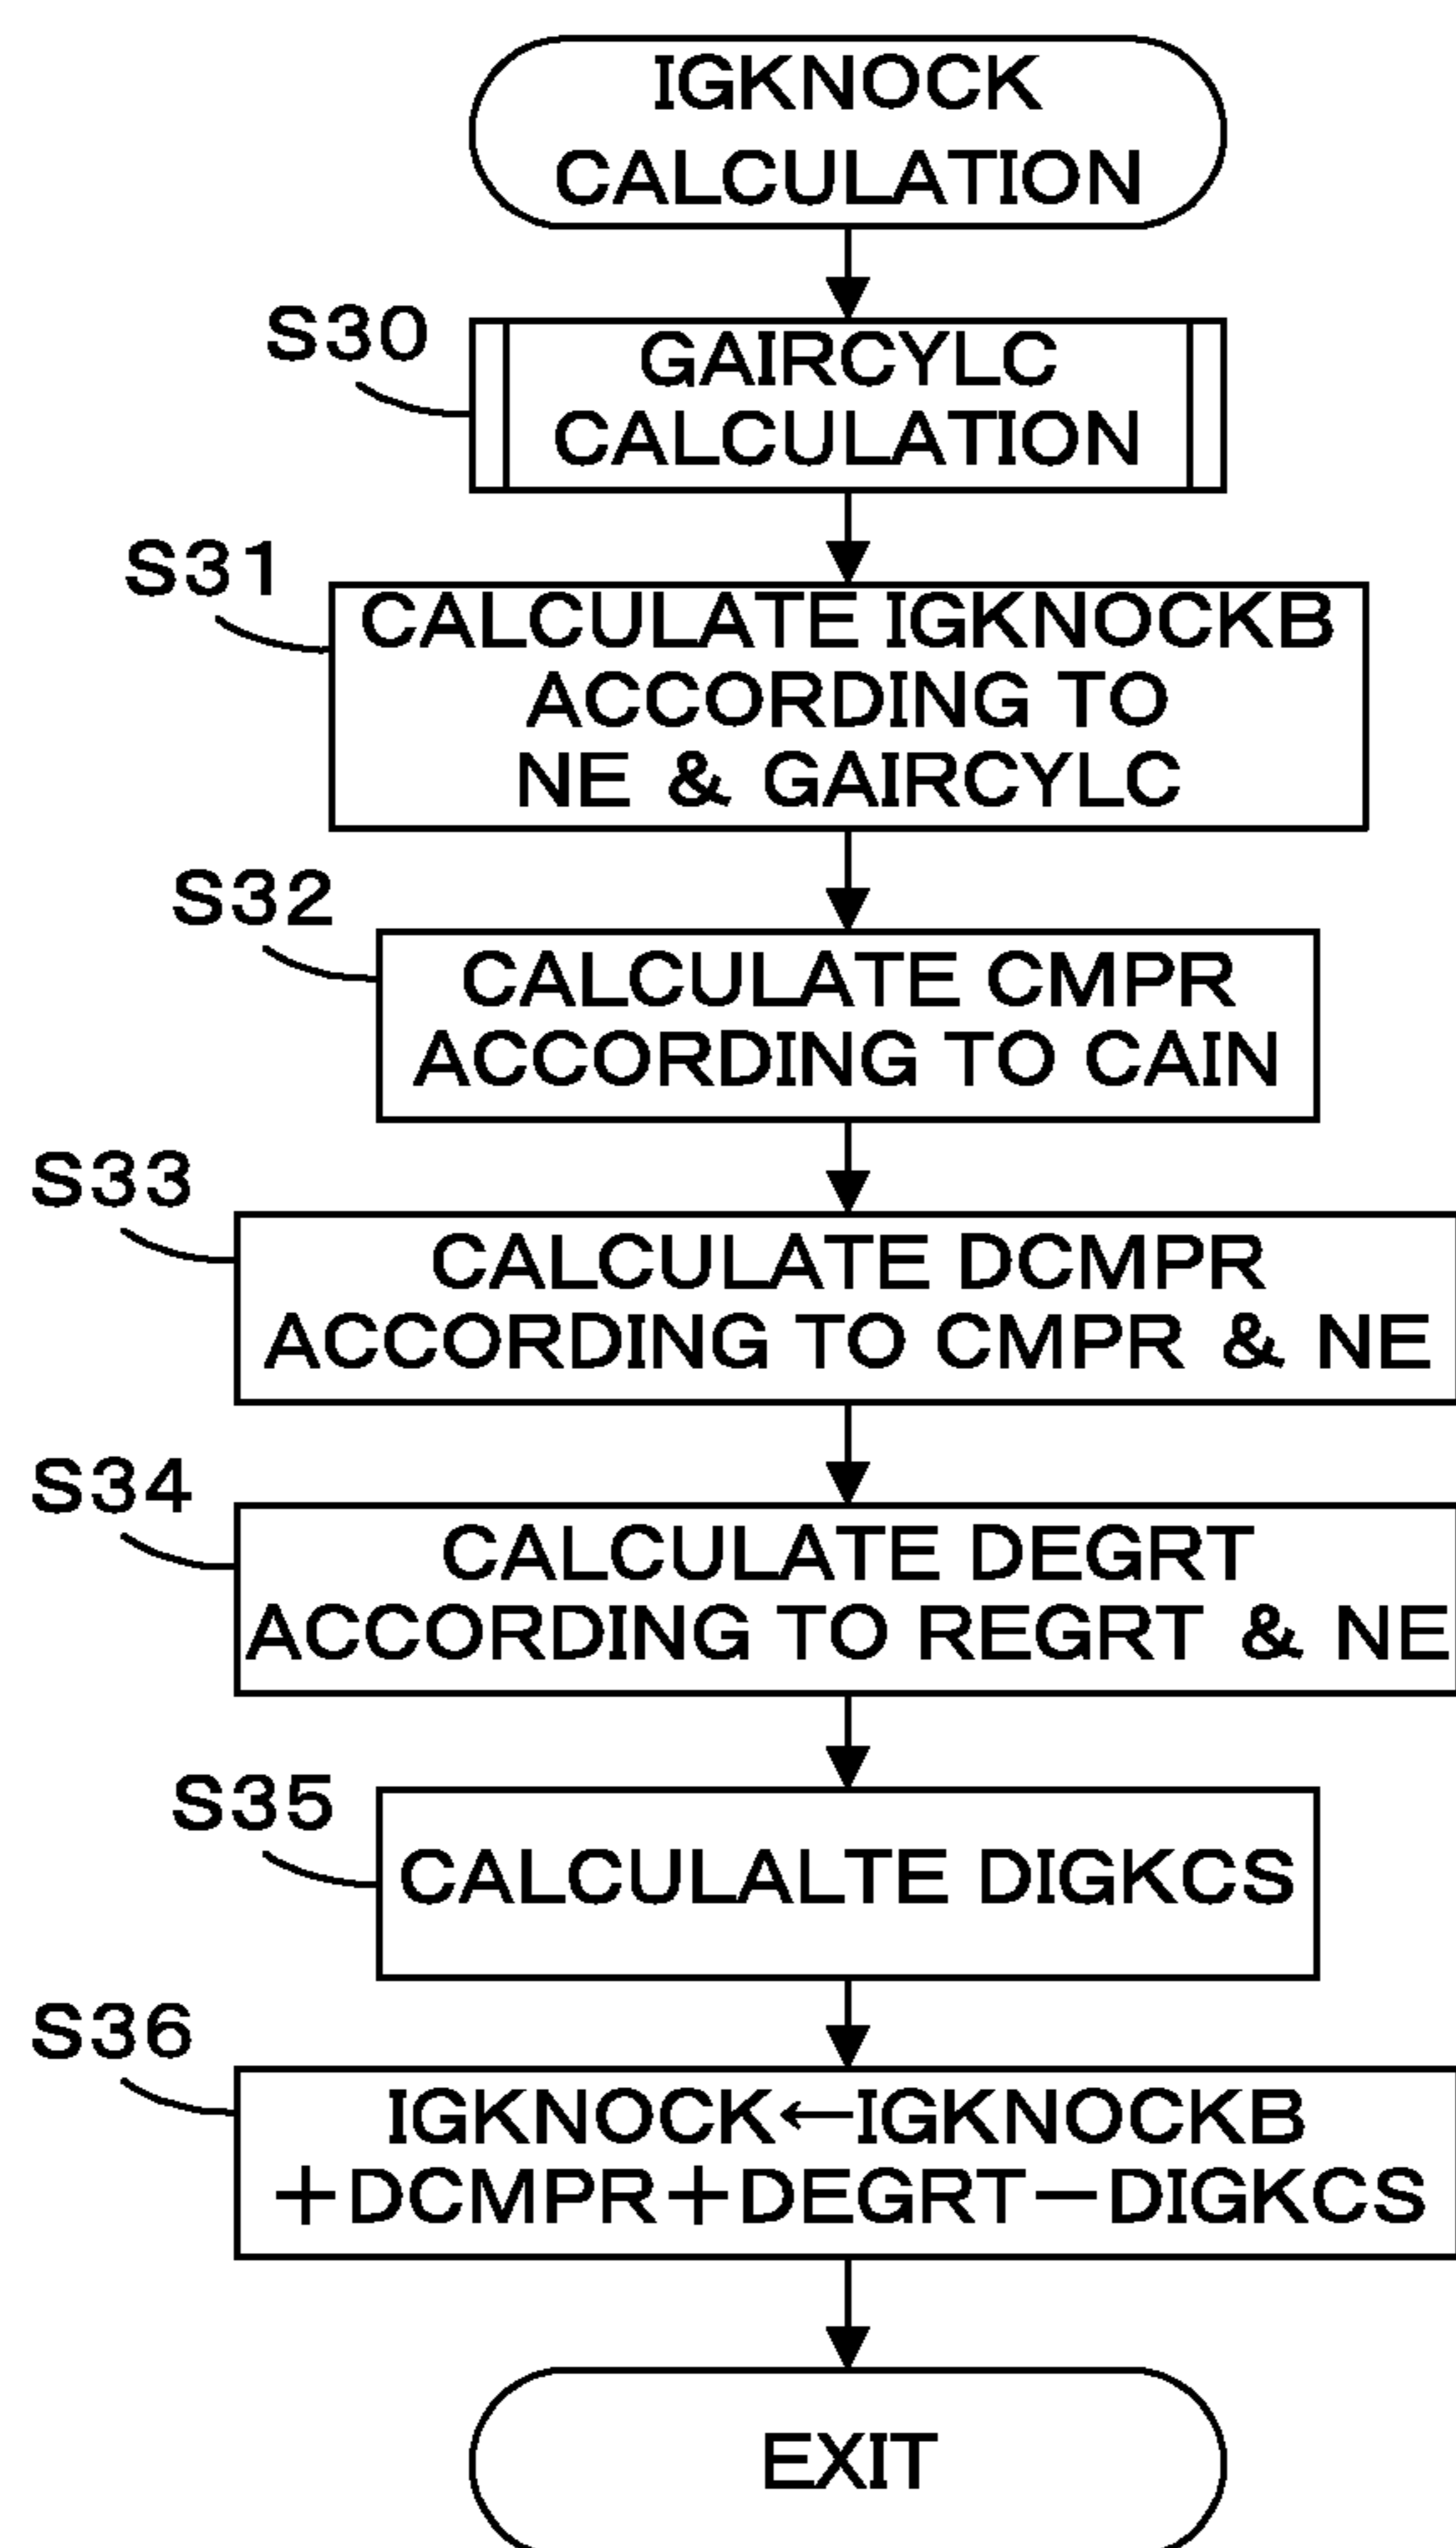 IGKNOCK
CALCULATION
S30
GAIRCYLC
CALCULATION
S31
CALCULATE IGKNOCKB
ACCORDING TO
NE & GAIRCYLC
S32
CALCULATE CMPR
ACCORDING TO CAIN
S33
CALCULATE DCMPR
ACCORDING TO CMPR & NE
S34
CALCULATE DEGRT
ACCORDING TO REGRT & NE
S35
CALCULALTE DIGKCS
S36
IGKNOCK←IGKNOCKB
+DCMPR+DEGRT−DIGKCS
EXIT